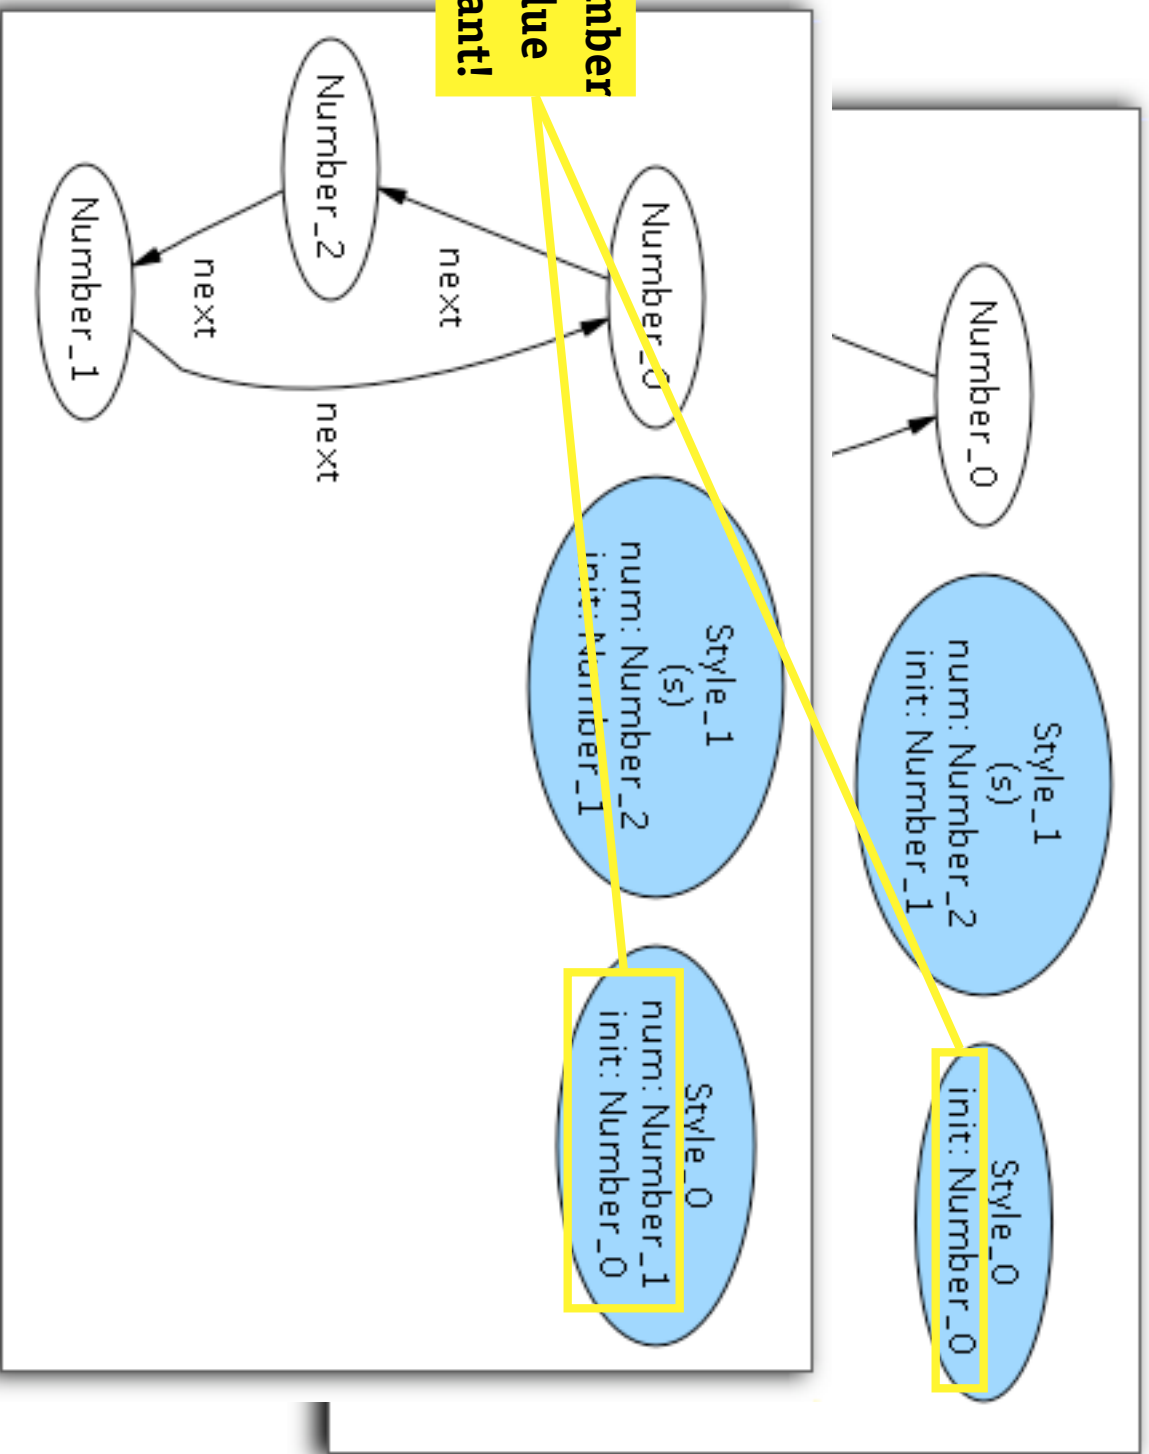 mber
lue
ant!
Number_0
Style_1
(s)
num: Number_2
init: Number_1
Style_0
init: Number_0
Number_0
next
Number_2
next
next
Number_1
Style_1
(s)
num: Number_2
init: Number_1
Style_0
num: Number_1
init: Number_0